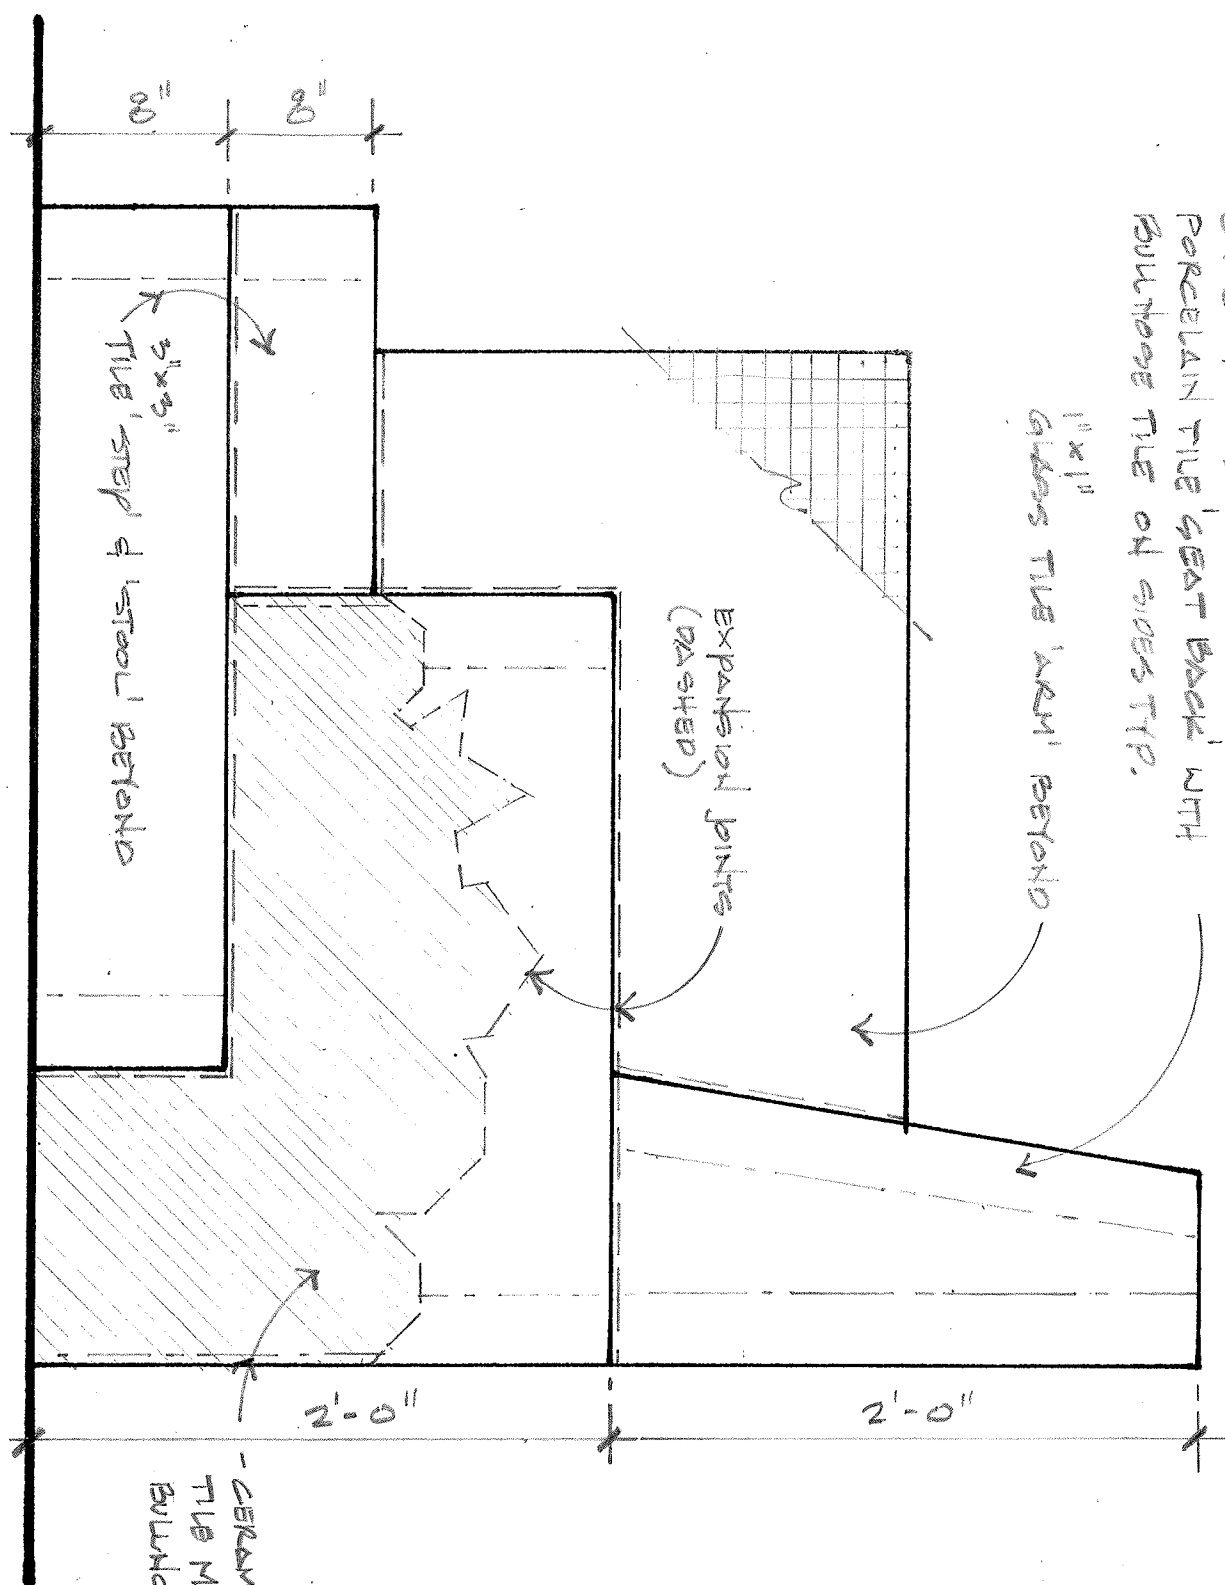 PORCELAIN TILE 'SEAT BACK' WITH
BULLNOSE TILE ON SIDES TYP.
1"x1"
GLASS TILE 'ARM' BEYOND
EXPANSION JOINTS
(DASHED)
3"x3"
TILE 'STEP' & 'STOOL' BEYOND
8"
8"
2'-0"
2'-0"
- CERAM
TILE M
BULLNO